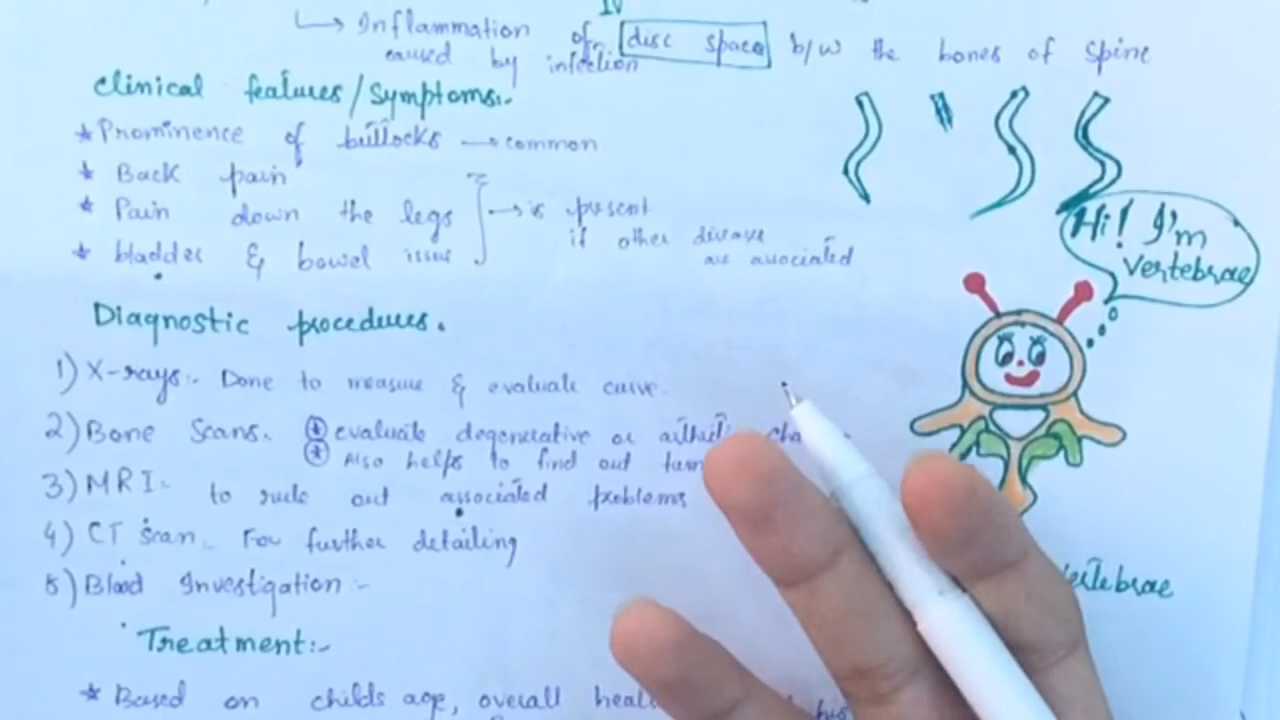 IV
↳ Inflammation of disc space b/w the bones of spine
caused by infection
Clinical features/Symptoms:-
* Prominence of buttocks → common
* Back pain
* Pain down the legs → is present
if other disease
* bladder & bowel issue are associated
Hi! I'm
vertebrae
Diagnostic procedures.
1) X-rays:- Done to measure & evaluate curve.
2) Bone Scans. * evaluate degenerative or
* Also helps to find out
3) MRI:- to rule out associated problems
4) CT Scan. For further detailing
5) Blood Investigation:-
vertebrae
Treatment:-
* Based on childs age, overall